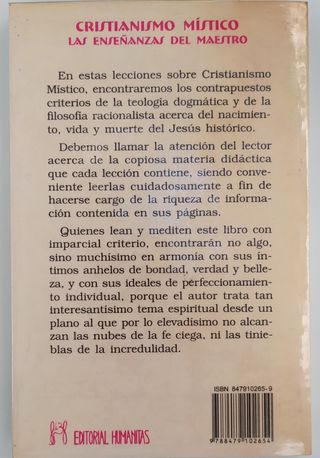 CRISTIANISMO MÍSTICO
LAS ENSEÑANZAS DEL MAESTRO
En estas lecciones sobre Cristianismo
Místico, encontraremos los contrapuestos
criterios de la teología dogmática y de la
filosofía racionalista acerca del nacimien-
to, vida y muerte del Jesús histórico.
Debemos llamar la atención del lector
acerca de la copiosa materia didáctica
que cada lección contiene, siendo conve-
niente leerlas cuidadosamente a fin de
hacerse cargo de la riqueza de informa-
ción contenida en sus páginas.
Quienes lean y mediten este libro con
imparcial criterio, encontrarán no algo,
sino muchísimo en armonía con sus ín-
timos anhelos de bondad, verdad y belle-
za, y con sus ideales de perfeccionamiento
individual, porque el autor trata tan
interesantísimo tema espiritual desde un
plano al que por lo elevadísimo no alcan-
zan las nubes de la fe ciega, ni las tinie-
blas de la incredulidad.
ISBN 847910265-9
9 788479 102654
EDITORIAL HUMANITAS